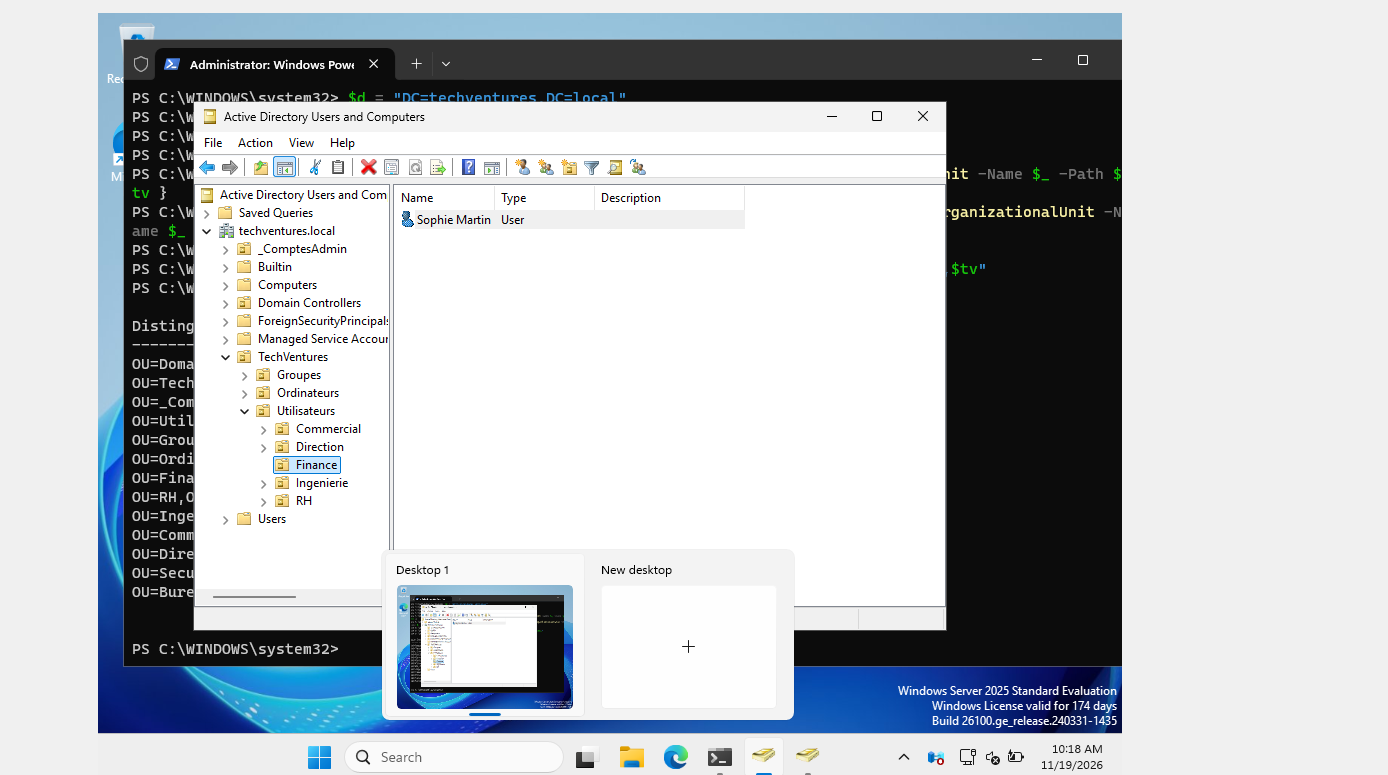 Rec
Administrator: Windows Powe
PS C:\WINDOWS\system32> $d = "DC=techventures,DC=local"
PS C:\W
PS C:\W
PS C:\W
PS C:\W nit -Name $_ -Path $
tv }
PS C:\W rganizationalUnit -N
ame $_
PS C:\W
PS C:\W ,$tv"
PS C:\W
Disting
-------
OU=Doma
OU=Tech
OU=_Com
OU=Util
OU=Grou
OU=Ordi
OU=Fina
OU=RH,O
OU=Inge
OU=Comm
OU=Dire
OU=Secu
OU=Bure
PS C:\WINDOWS\system32>
Active Directory Users and Computers
File Action View Help
Active Directory Users and Com
Saved Queries
techventures.local
_ComptesAdmin
Builtin
Computers
Domain Controllers
ForeignSecurityPrincipals
Managed Service Accour
TechVentures
Groupes
Ordinateurs
Utilisateurs
Commercial
Direction
Finance
Ingenierie
RH
Users
Name Type Description
Sophie Martin User
Desktop 1 New desktop
Windows Server 2025 Standard Evaluation
Windows License valid for 174 days
Build 26100.ge_release.240331-1435
Search
10:18 AM
11/19/2026